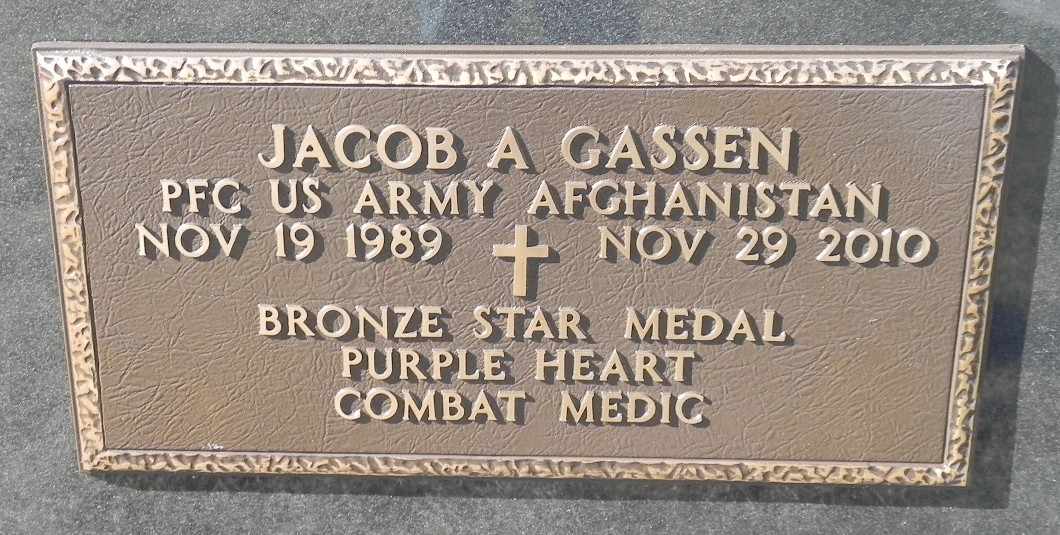 JACOB A GASSEN
PFC US ARMY AFGHANISTAN
NOV 19 1989 NOV 29 2010
BRONZE STAR MEDAL
PURPLE HEART
COMBAT MEDIC